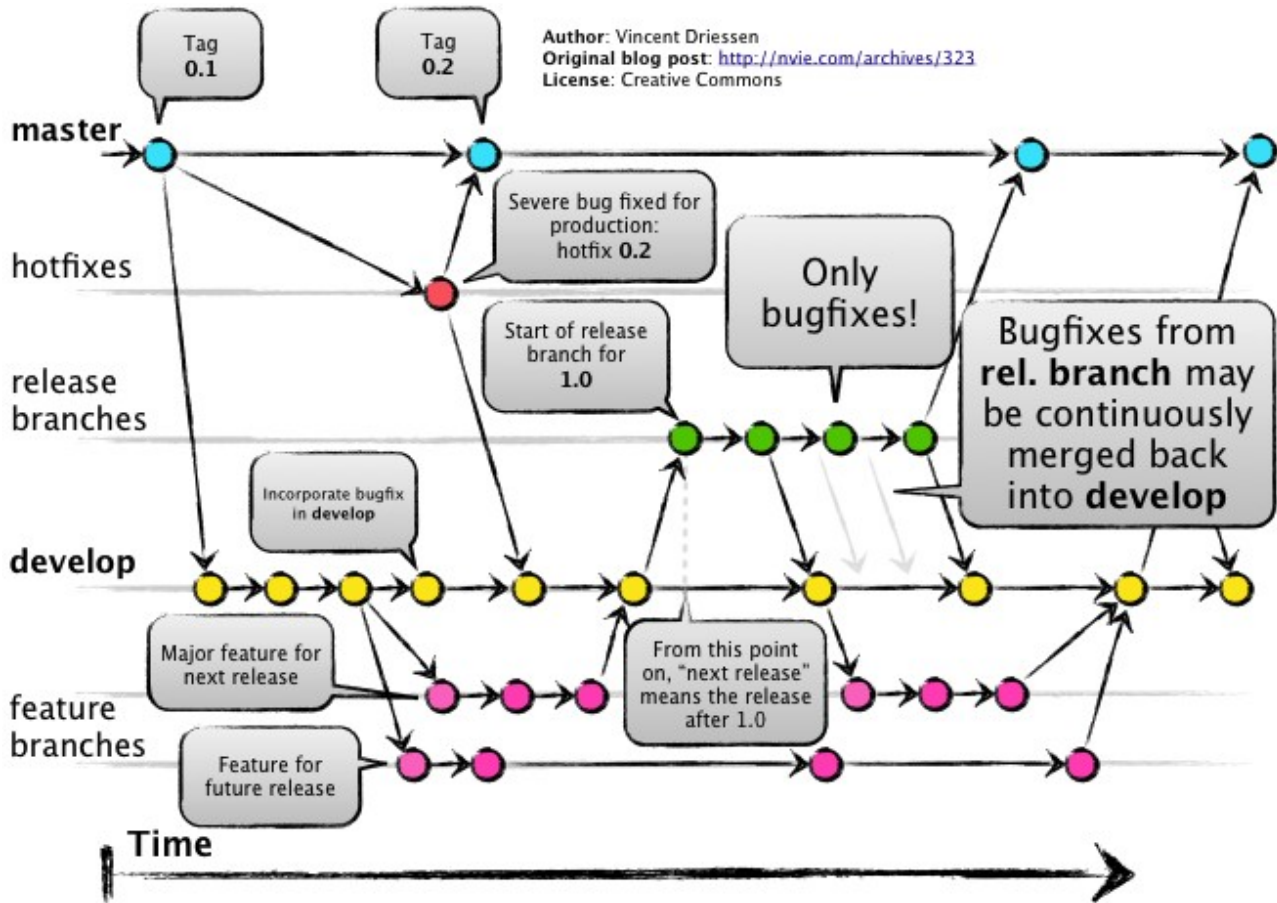 Tag
0.1
Tag
0.2
Author: Vincent Driessen
Original blog post: http://nvie.com/archives/323
License: Creative Commons
master
Severe bug fixed for
production:
hotfix 0.2
hotfixes
Only
bugfixes!
Start of release
branch for
1.0
Bugfixes from
rel. branch may
be continuously
merged back
into develop
release
branches
Incorporate bugfix
in develop
develop
Major feature for
next release
From this point
on, “next release”
means the release
after 1.0
feature
branches
Feature for
future release
Time